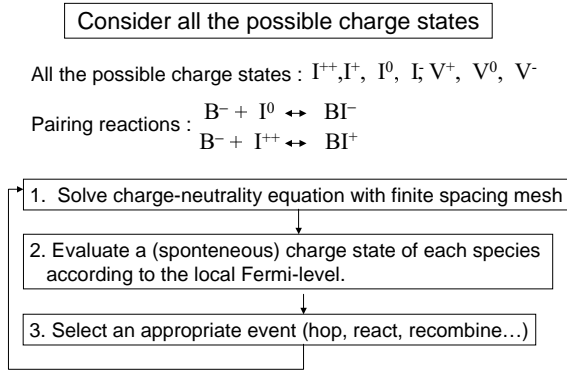 Consider all the possible charge states
All the possible charge states : I⁺⁺,I⁺, I⁰, I⁻, V⁺, V⁰, V⁻
Pairing reactions :
B⁻ + I⁰ ↔ BI⁻
B⁻ + I⁺⁺ ↔ BI⁺
1. Solve charge-neutrality equation with finite spacing mesh
2. Evaluate a (sponteneous) charge state of each species
according to the local Fermi-level.
3. Select an appropriate event (hop, react, recombine…)